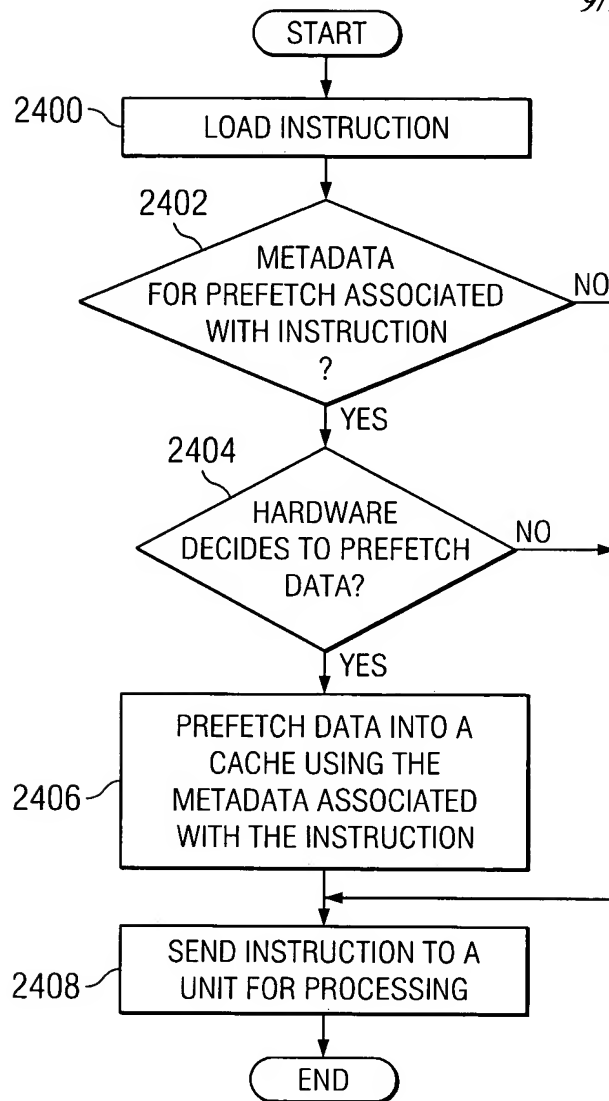 9/
START
2400
LOAD INSTRUCTION
2402
METADATA
FOR PREFETCH ASSOCIATED
WITH INSTRUCTION
?
NO
YES
2404
HARDWARE
DECIDES TO PREFETCH
DATA?
NO
YES
2406
PREFETCH DATA INTO A
CACHE USING THE
METADATA ASSOCIATED
WITH THE INSTRUCTION
2408
SEND INSTRUCTION TO A
UNIT FOR PROCESSING
END